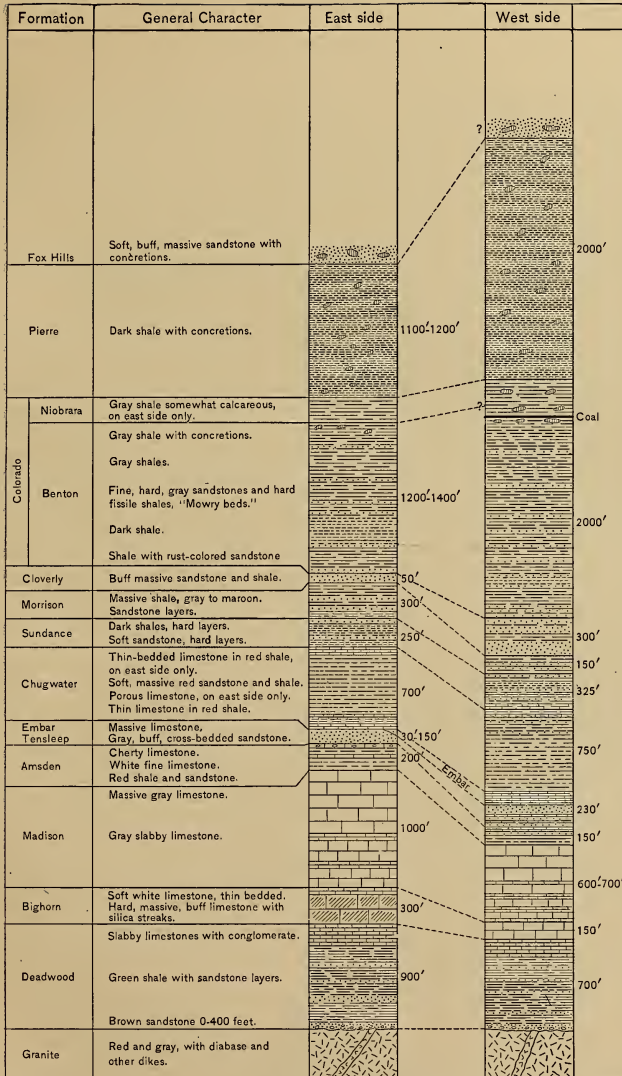 Formation
General Character
East side
West side
?
Fox Hills
Soft, buff, massive sandstone with
concretions.
2000′
Pierre
Dark shale with concretions.
1100′-1200′
Colorado
Niobrara
Gray shale somewhat calcareous,
on east side only.
?
Coal
Benton
Gray shale with concretions.
Gray shales.
Fine, hard, gray sandstones and hard
fissile shales, "Mowry beds."
Dark shale.
Shale with rust-colored sandstone
1200-1400′
2000′
Cloverly
Buff massive sandstone and shale.
50′
300′
Morrison
Massive shale, gray to maroon.
Sandstone layers.
300′
150′
Sundance
Dark shales, hard layers.
Soft sandstone, hard layers.
250′
325′
Chugwater
Thin-bedded limestone in red shale,
on east side only.
Soft, massive red sandstone and shale.
Porous limestone, on east side only.
Thin limestone in red shale.
700′
750′
Embar
Tensleep
Massive limestone,
Gray, buff, cross-bedded sandstone.
30-150′
Embar
230′
Amsden
Cherty limestone.
White fine limestone.
Red shale and sandstone.
200′
150′
Madison
Massive gray limestone.
Gray slabby limestone.
1000′
600-700′
Bighorn
Soft white limestone, thin bedded.
Hard, massive, buff limestone with
silica streaks.
300′
150′
Deadwood
Slabby limestones with conglomerate.
Green shale with sandstone layers.
Brown sandstone 0-400 feet.
900′
700′
Granite
Red and gray, with diabase and
other dikes.